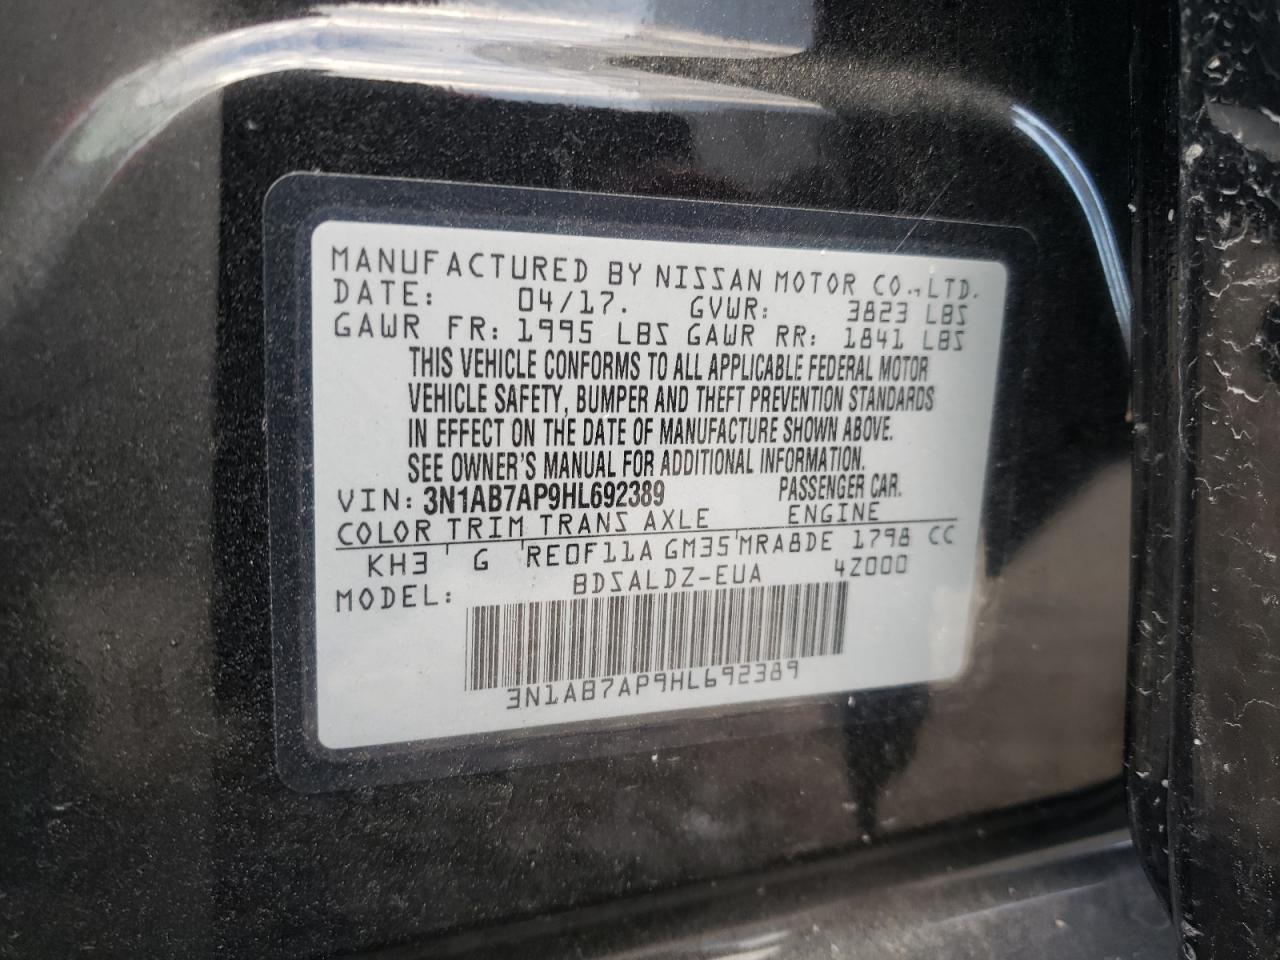 MANUFACTURED BY NISSAN MOTOR CO.,LTD.
DATE: 04/17. GVWR: 3823 LBS
GAWR FR: 1995 LBS GAWR RR: 1841 LBS
THIS VEHICLE CONFORMS TO ALL APPLICABLE FEDERAL MOTOR
VEHICLE SAFETY, BUMPER AND THEFT PREVENTION STANDARDS
IN EFFECT ON THE DATE OF MANUFACTURE SHOWN ABOVE.
SEE OWNER'S MANUAL FOR ADDITIONAL INFORMATION.
VIN: 3N1AB7AP9HL692389 PASSENGER CAR.
COLOR TRIM TRANS AXLE ENGINE
KH3 G RE0F11A GM35 MRA8DE 1798 CC
MODEL: BDSALDZ-EUA 4Z000
3N1AB7AP9HL692389